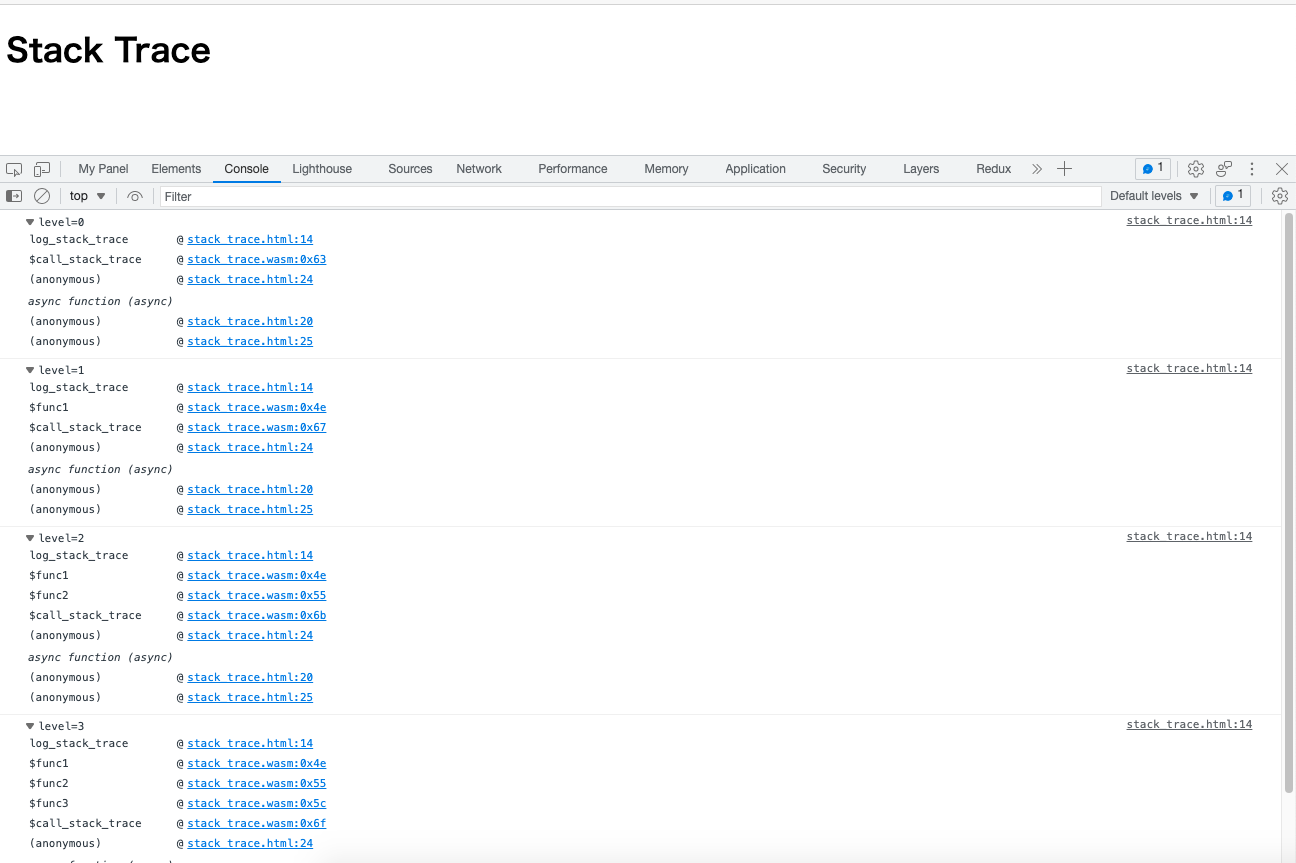 Stack Trace
My Panel Elements Console Lighthouse Sources Network Performance Memory Application Security Layers Redux 1
top Filter Default levels 1
level=0 stack_trace.html:14
log_stack_trace @ stack_trace.html:14
$call_stack_trace @ stack_trace.wasm:0x63
(anonymous) @ stack_trace.html:24
async function (async)
(anonymous) @ stack_trace.html:20
(anonymous) @ stack_trace.html:25
level=1 stack_trace.html:14
log_stack_trace @ stack_trace.html:14
$func1 @ stack_trace.wasm:0x4e
$call_stack_trace @ stack_trace.wasm:0x67
(anonymous) @ stack_trace.html:24
async function (async)
(anonymous) @ stack_trace.html:20
(anonymous) @ stack_trace.html:25
level=2 stack_trace.html:14
log_stack_trace @ stack_trace.html:14
$func1 @ stack_trace.wasm:0x4e
$func2 @ stack_trace.wasm:0x55
$call_stack_trace @ stack_trace.wasm:0x6b
(anonymous) @ stack_trace.html:24
async function (async)
(anonymous) @ stack_trace.html:20
(anonymous) @ stack_trace.html:25
level=3 stack_trace.html:14
log_stack_trace @ stack_trace.html:14
$func1 @ stack_trace.wasm:0x4e
$func2 @ stack_trace.wasm:0x55
$func3 @ stack_trace.wasm:0x5c
$call_stack_trace @ stack_trace.wasm:0x6f
(anonymous) @ stack_trace.html:24